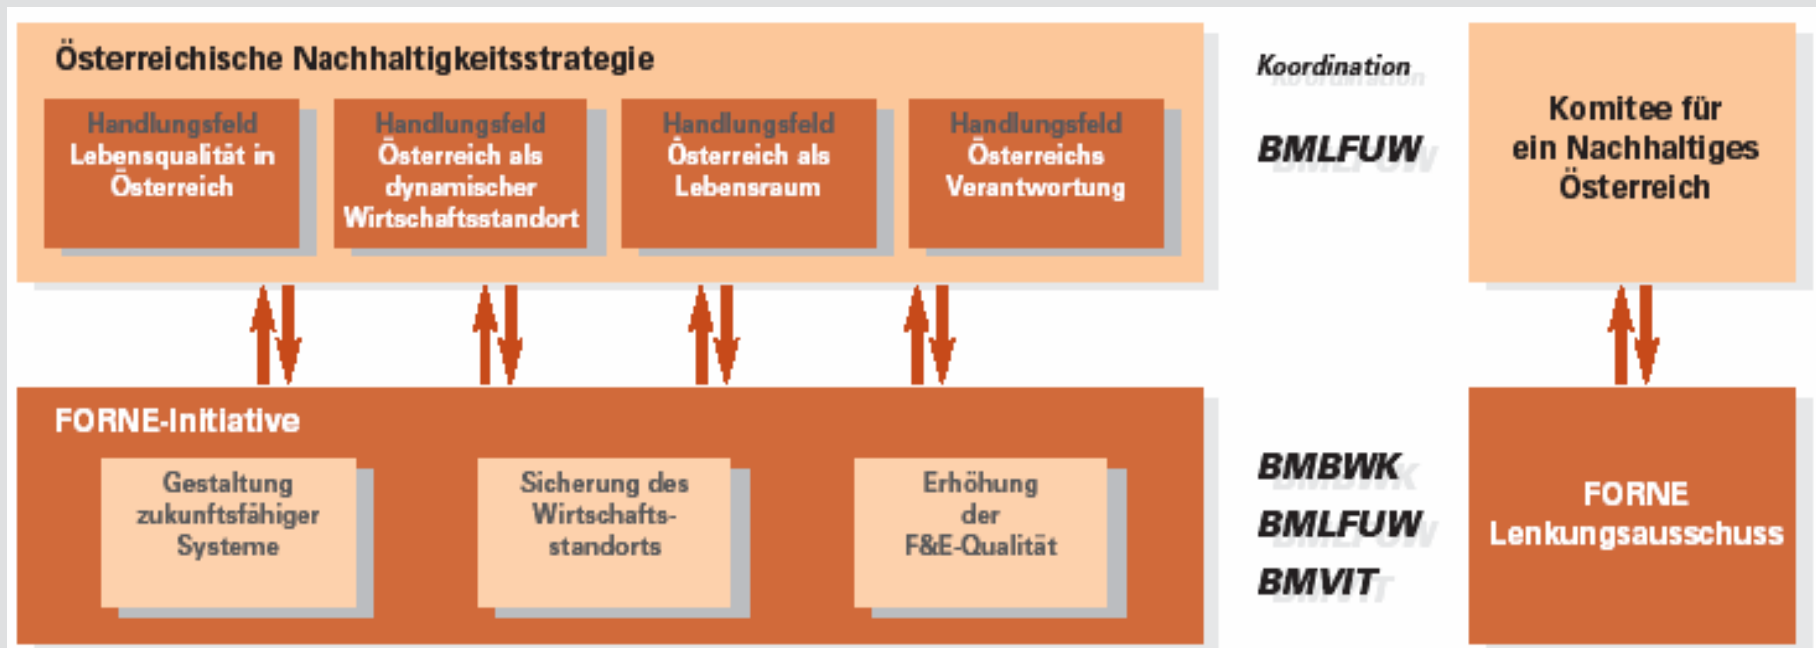 Österreichische Nachhaltigkeitsstrategie
Handlungsfeld
Lebensqualität in
Österreich
Handlungsfeld
Österreich als
dynamischer
Wirtschaftsstandort
Handlungsfeld
Österreich als
Lebensraum
Handlungsfeld
Österreichs
Verantwortung
Koordination
BMLFUW
Komitee für
ein Nachhaltiges
Österreich
FORNE-Initiative
Gestaltung
zukunftsfähiger
Systeme
Sicherung des
Wirtschafts-
standorts
Erhöhung
der
F&E-Qualität
BMBWK
BMLFUW
BMVIT
FORNE
Lenkungsausschuss